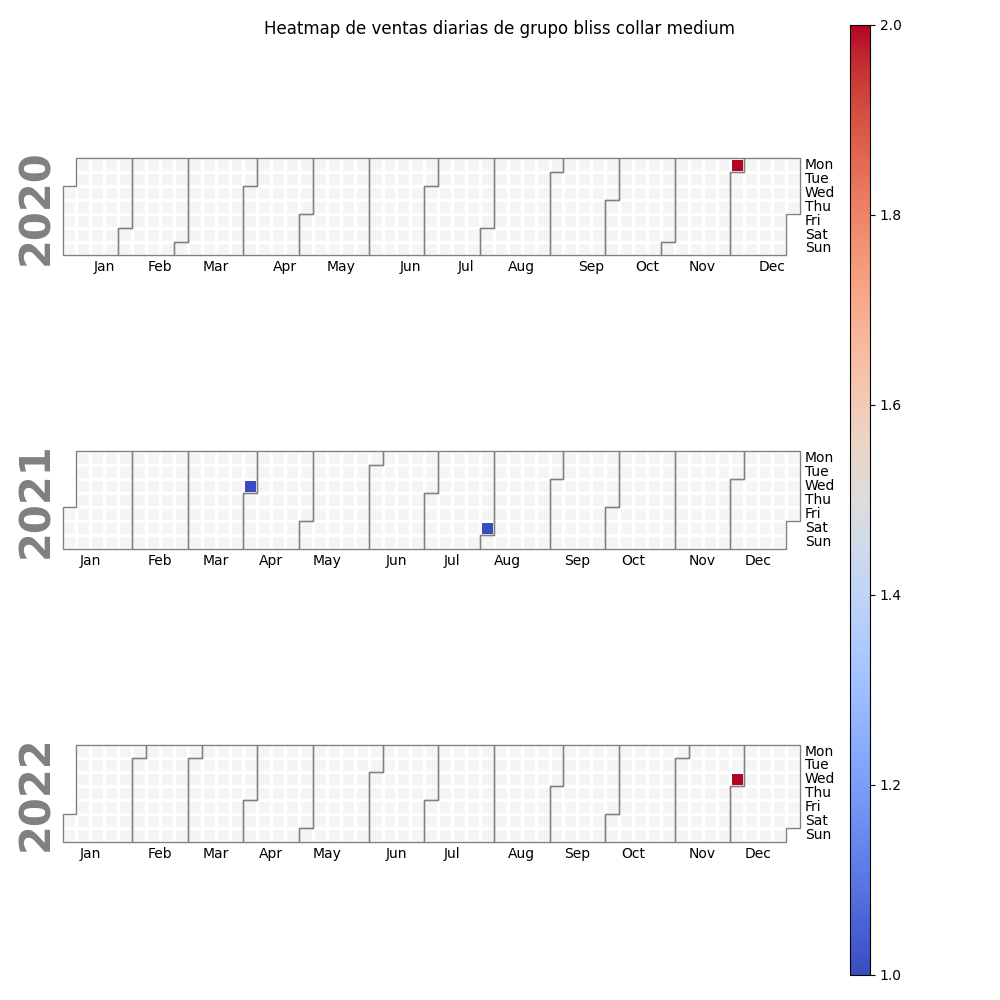 Heatmap de ventas diarias de grupo bliss collar medium
2020
Mon
Tue
Wed
Thu
Fri
Sat
Sun
Jan Feb Mar Apr May Jun Jul Aug Sep Oct Nov Dec
2021
Mon
Tue
Wed
Thu
Fri
Sat
Sun
Jan Feb Mar Apr May Jun Jul Aug Sep Oct Nov Dec
2022
Mon
Tue
Wed
Thu
Fri
Sat
Sun
Jan Feb Mar Apr May Jun Jul Aug Sep Oct Nov Dec
2.0
1.8
1.6
1.4
1.2
1.0